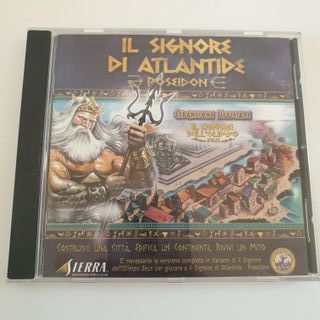 IL SIGNORE
DI ATLANTIDE
POSEIDON
ESPANSIONE UFFICIALE
IL SIGNORE
DELL'OLIMPO
ZEUS
COSTRUISCI UNA CITTÀ, EDIFICA UN CONTINENTE, RIVIVI UN MITO
SIERRA
È necessaria la versione completa in italiano di Il Signore
dell'Olimpo Zeus per giocare a Il Signore di Atlantide - Poseidon